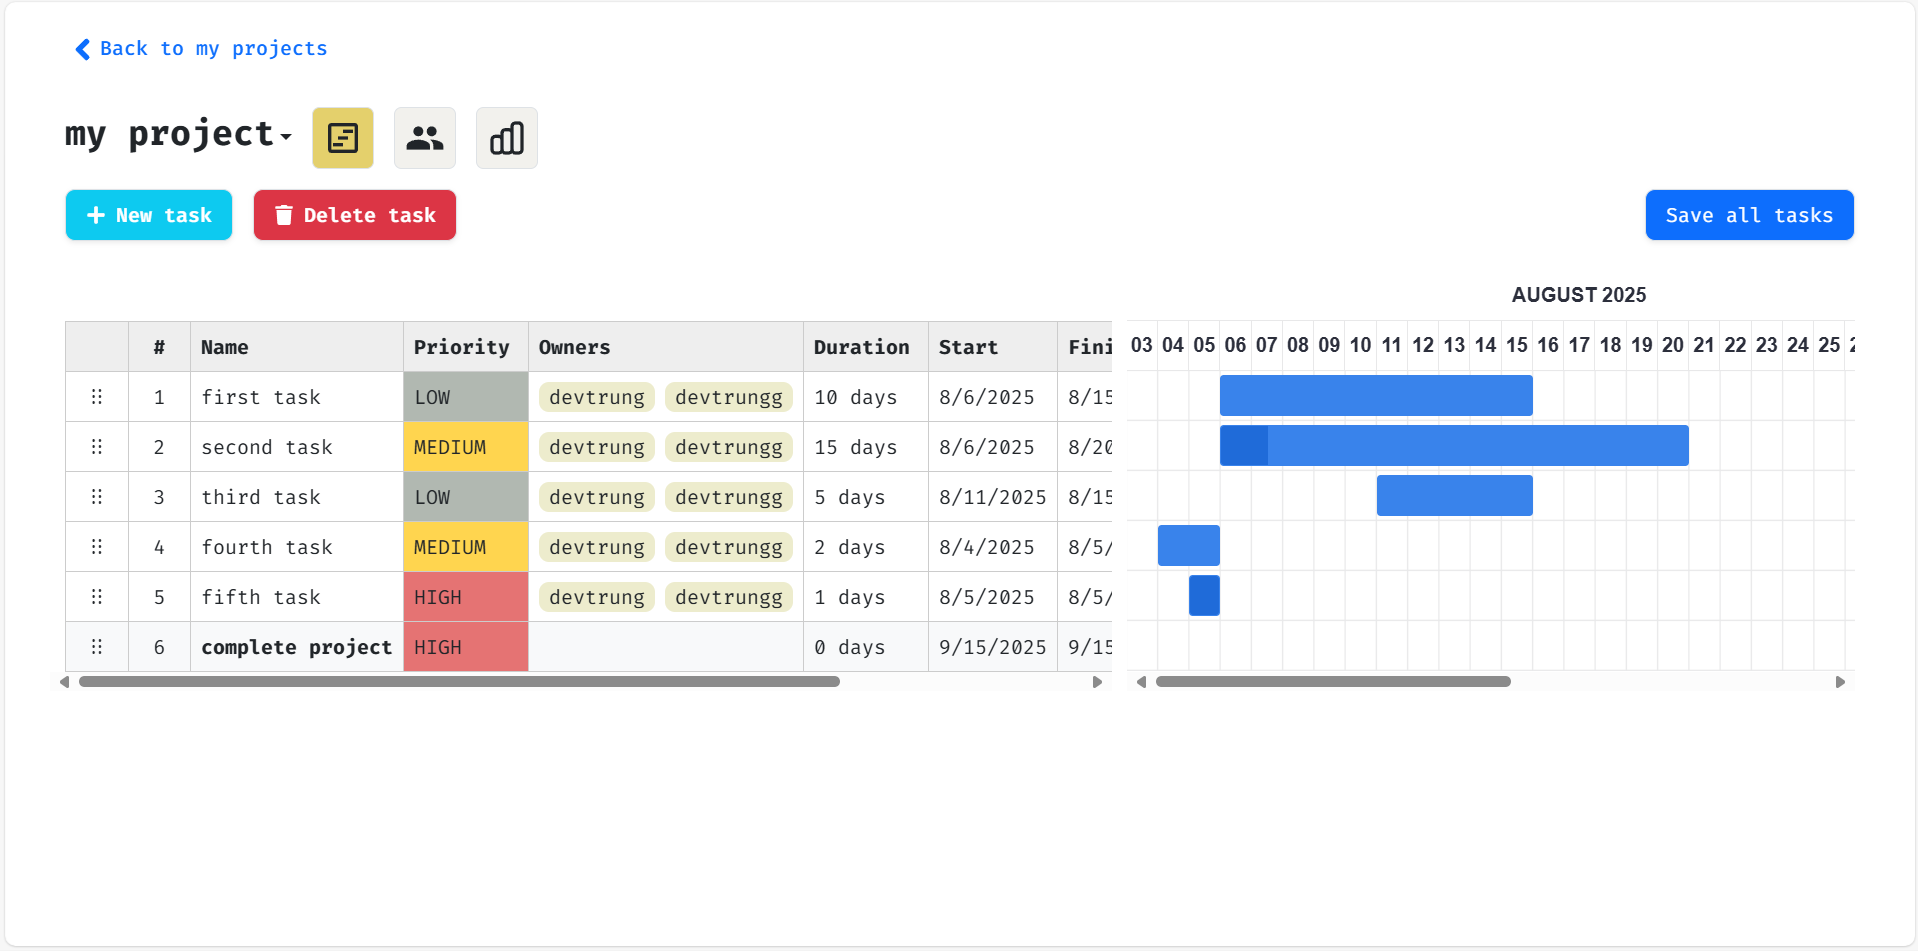 Back to my projects
my project
New task Delete task Save all tasks
AUGUST 2025
# Name Priority Owners Duration Start Fini 03 04 05 06 07 08 09 10 11 12 13 14 15 16 17 18 19 20 21 22 23 24 25
1 first task LOW devtrung devtrungg 10 days 8/6/2025 8/15
2 second task MEDIUM devtrung devtrungg 15 days 8/6/2025 8/20
3 third task LOW devtrung devtrungg 5 days 8/11/2025 8/15
4 fourth task MEDIUM devtrung devtrungg 2 days 8/4/2025 8/5/
5 fifth task HIGH devtrung devtrungg 1 days 8/5/2025 8/5/
6 complete project HIGH 0 days 9/15/2025 9/15